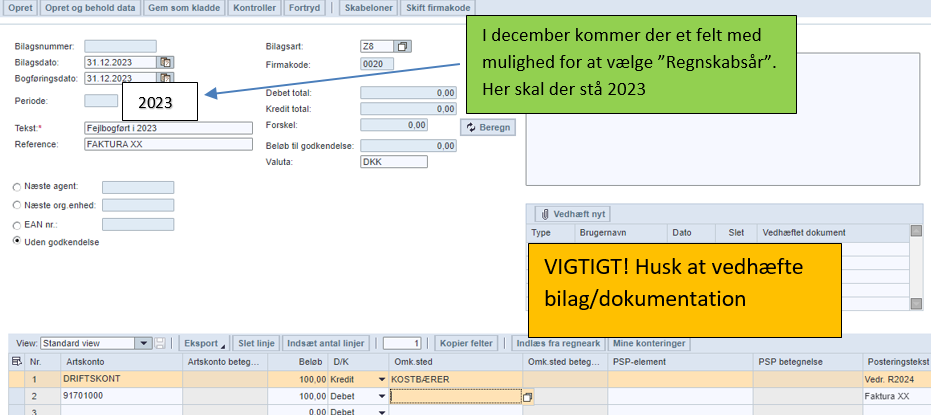 Opret Opret og behold data Gem som kladde Kontroller Fortryd Skabeloner Skift firmakode
I december kommer der et felt med
mulighed for at vælge ”Regnskabsår”.
Her skal der stå 2023
Bilagsnummer:
Bilagsart: Z8
Bilagsdato: 31.12.2023
Firmakode: 0020
Bogføringsdato: 31.12.2023
Periode:
2023
Debet total: 0,00
Kredit total: 0,00
Forskel: 0,00
Beregn
Tekst:* Fejlbogført i 2023
Reference: FAKTURA XX
Beløb til godkendelse: 0,00
Valuta: DKK
Næste agent:
Næste org.enhed:
EAN nr.:
Uden godkendelse
Vedhæft nyt
Type Brugernavn Dato Slet Vedhæftet dokument
VIGTIGT! Husk at vedhæfte
bilag/dokumentation
View: Standard view Eksport Slet linje Indsæt antal linjer 1 Kopier felter Indlæs fra regneark Mine konteringer
Nr. Artskonto Artskonto beteg... Beløb D/K Omk.sted Omk.sted beteg... PSP-element PSP betegnelse Posteringstekst
1 DRIFTSKONT 100,00 Kredit KOSTBÆRER Vedr. R2024
2 91701000 100,00 Debet Faktura XX
3 0,00 Debet